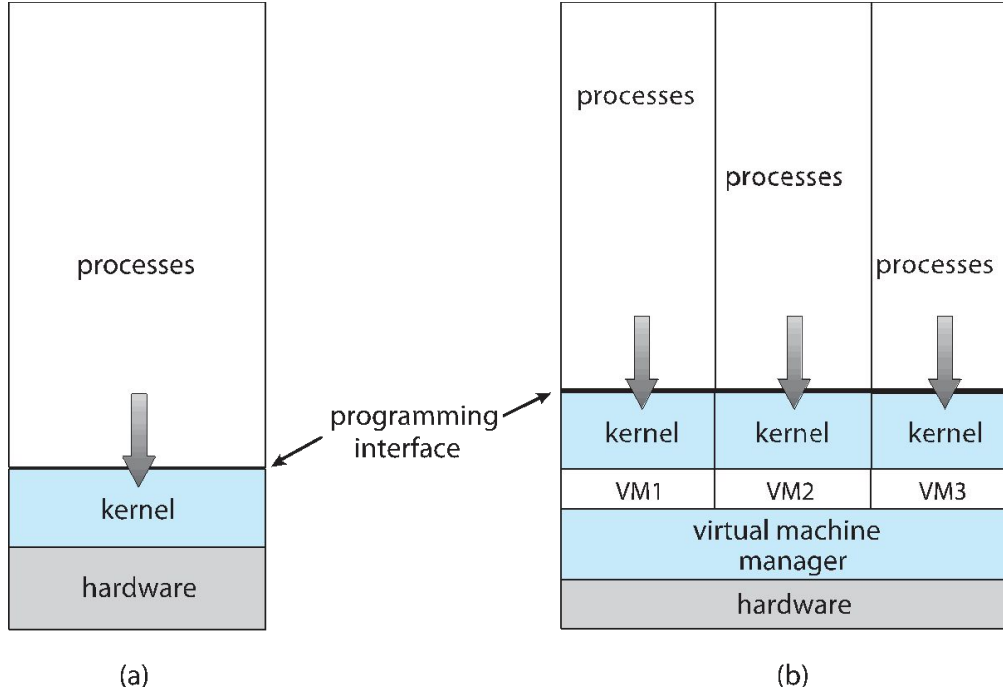 processes
kernel
hardware
(a)
programming
interface
processes
processes
processes
kernel
kernel
kernel
VM1
VM2
VM3
virtual machine
manager
hardware
(b)